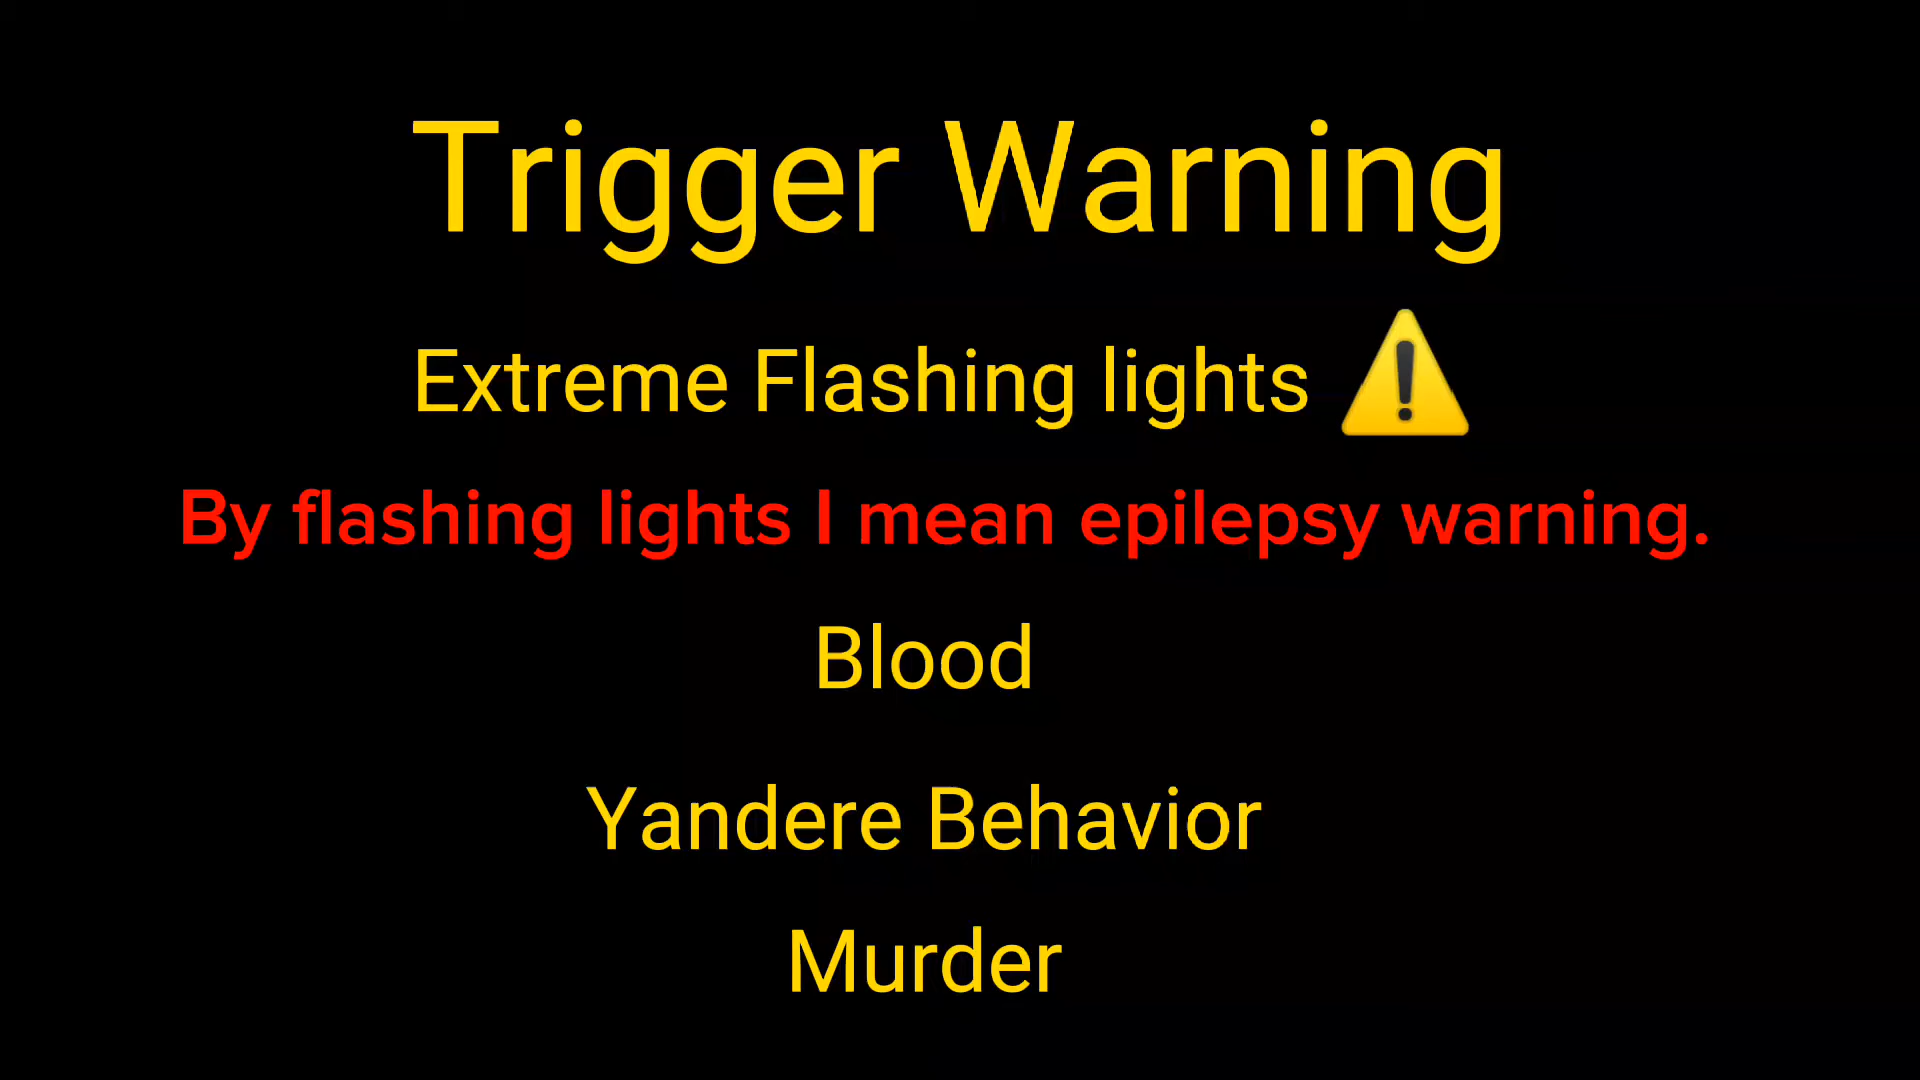 Trigger Warning
Extreme Flashing lights ⚠️
By flashing lights I mean epilepsy warning.
Blood
Yandere Behavior
Murder